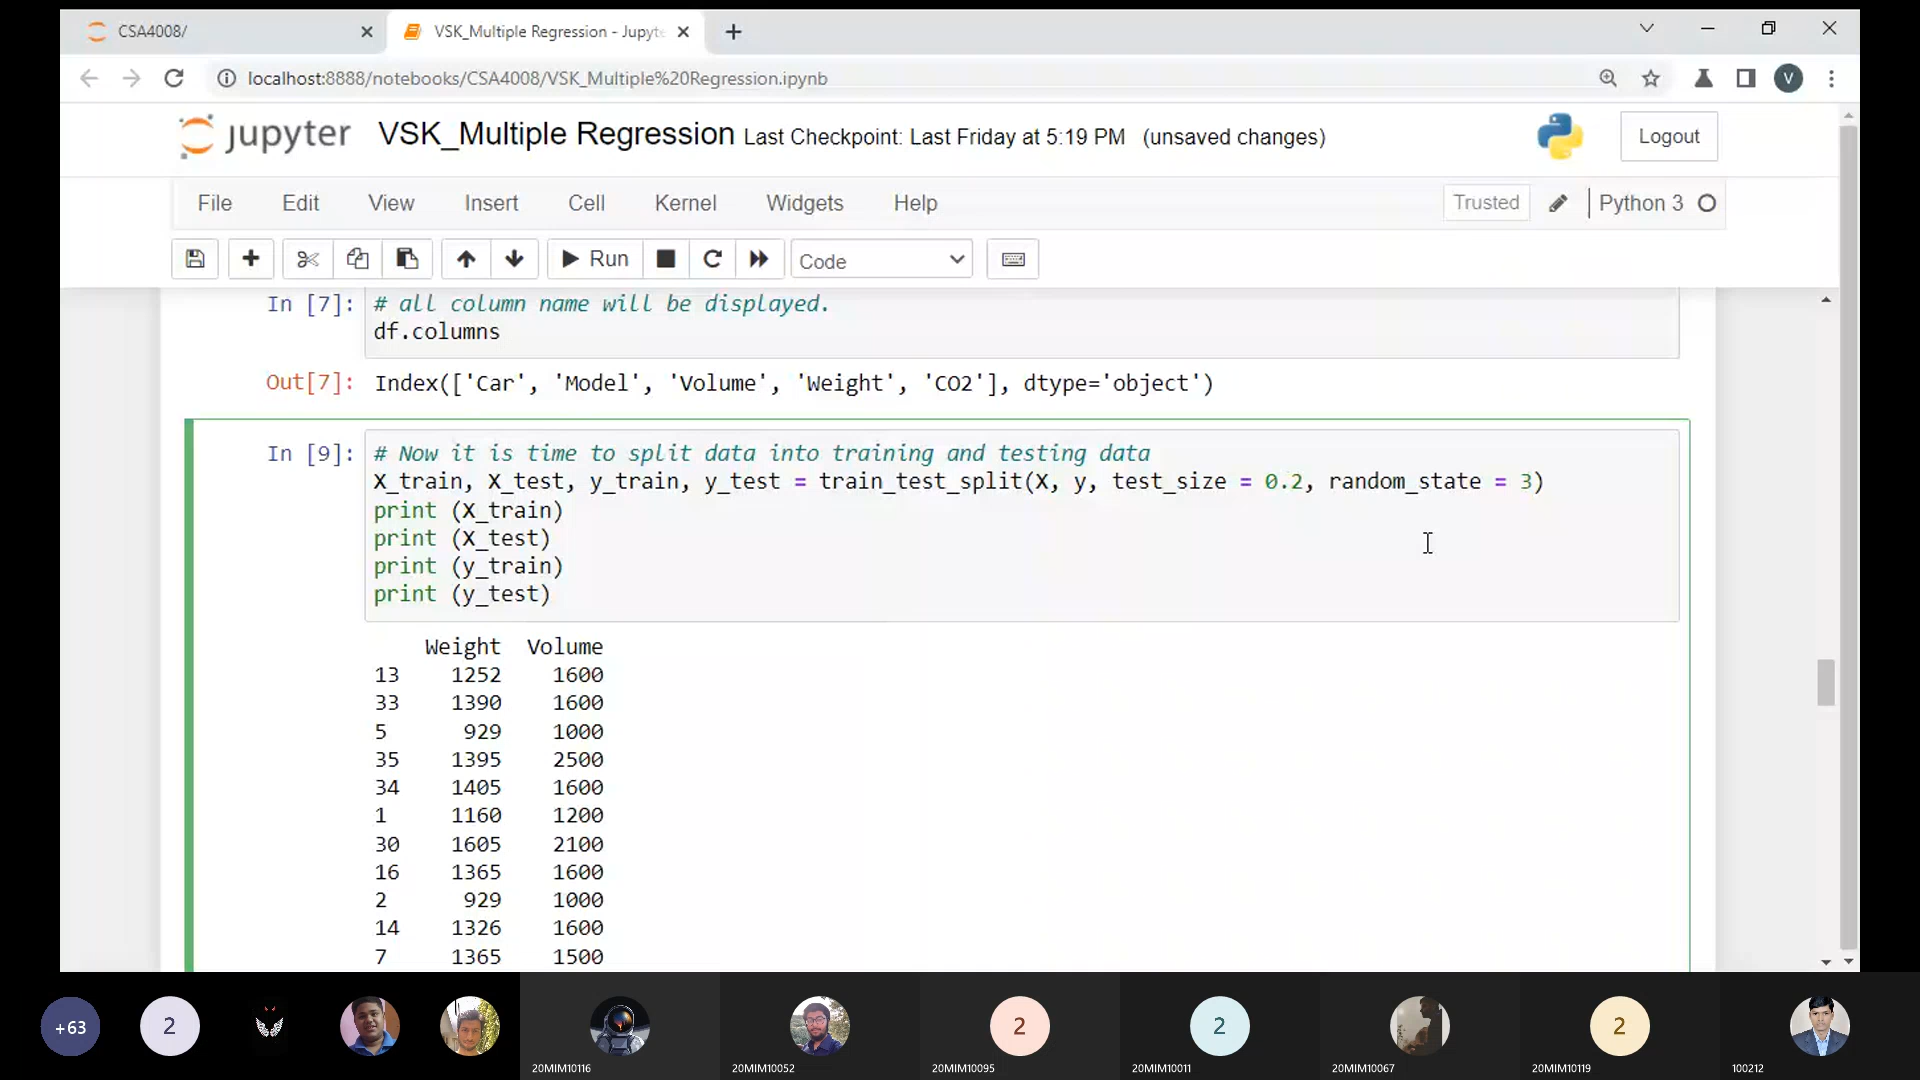 CSA4008/
VSK_Multiple Regression - Jupyte
localhost:8888/notebooks/CSA4008/VSK_Multiple%20Regression.ipynb
V
jupyter VSK_Multiple Regression Last Checkpoint: Last Friday at 5:19 PM (unsaved changes)
Logout
File Edit View Insert Cell Kernel Widgets Help
Trusted Python 3
Run Code
In [7]: # all column name will be displayed.
df.columns
Out[7]: Index(['Car', 'Model', 'Volume', 'Weight', 'CO2'], dtype='object')
In [9]: # Now it is time to split data into training and testing data
X_train, X_test, y_train, y_test = train_test_split(X, y, test_size = 0.2, random_state = 3)
print (X_train)
print (X_test)
print (y_train)
print (y_test)
Weight Volume
13 1252 1600
33 1390 1600
5 929 1000
35 1395 2500
34 1405 1600
1 1160 1200
30 1605 2100
16 1365 1600
2 929 1000
14 1326 1600
7 1365 1500
+63 2 2 2 2
20MIM10116 20MIM10052 20MIM10095 20MIM10011 20MIM10067 20MIM10119 100212